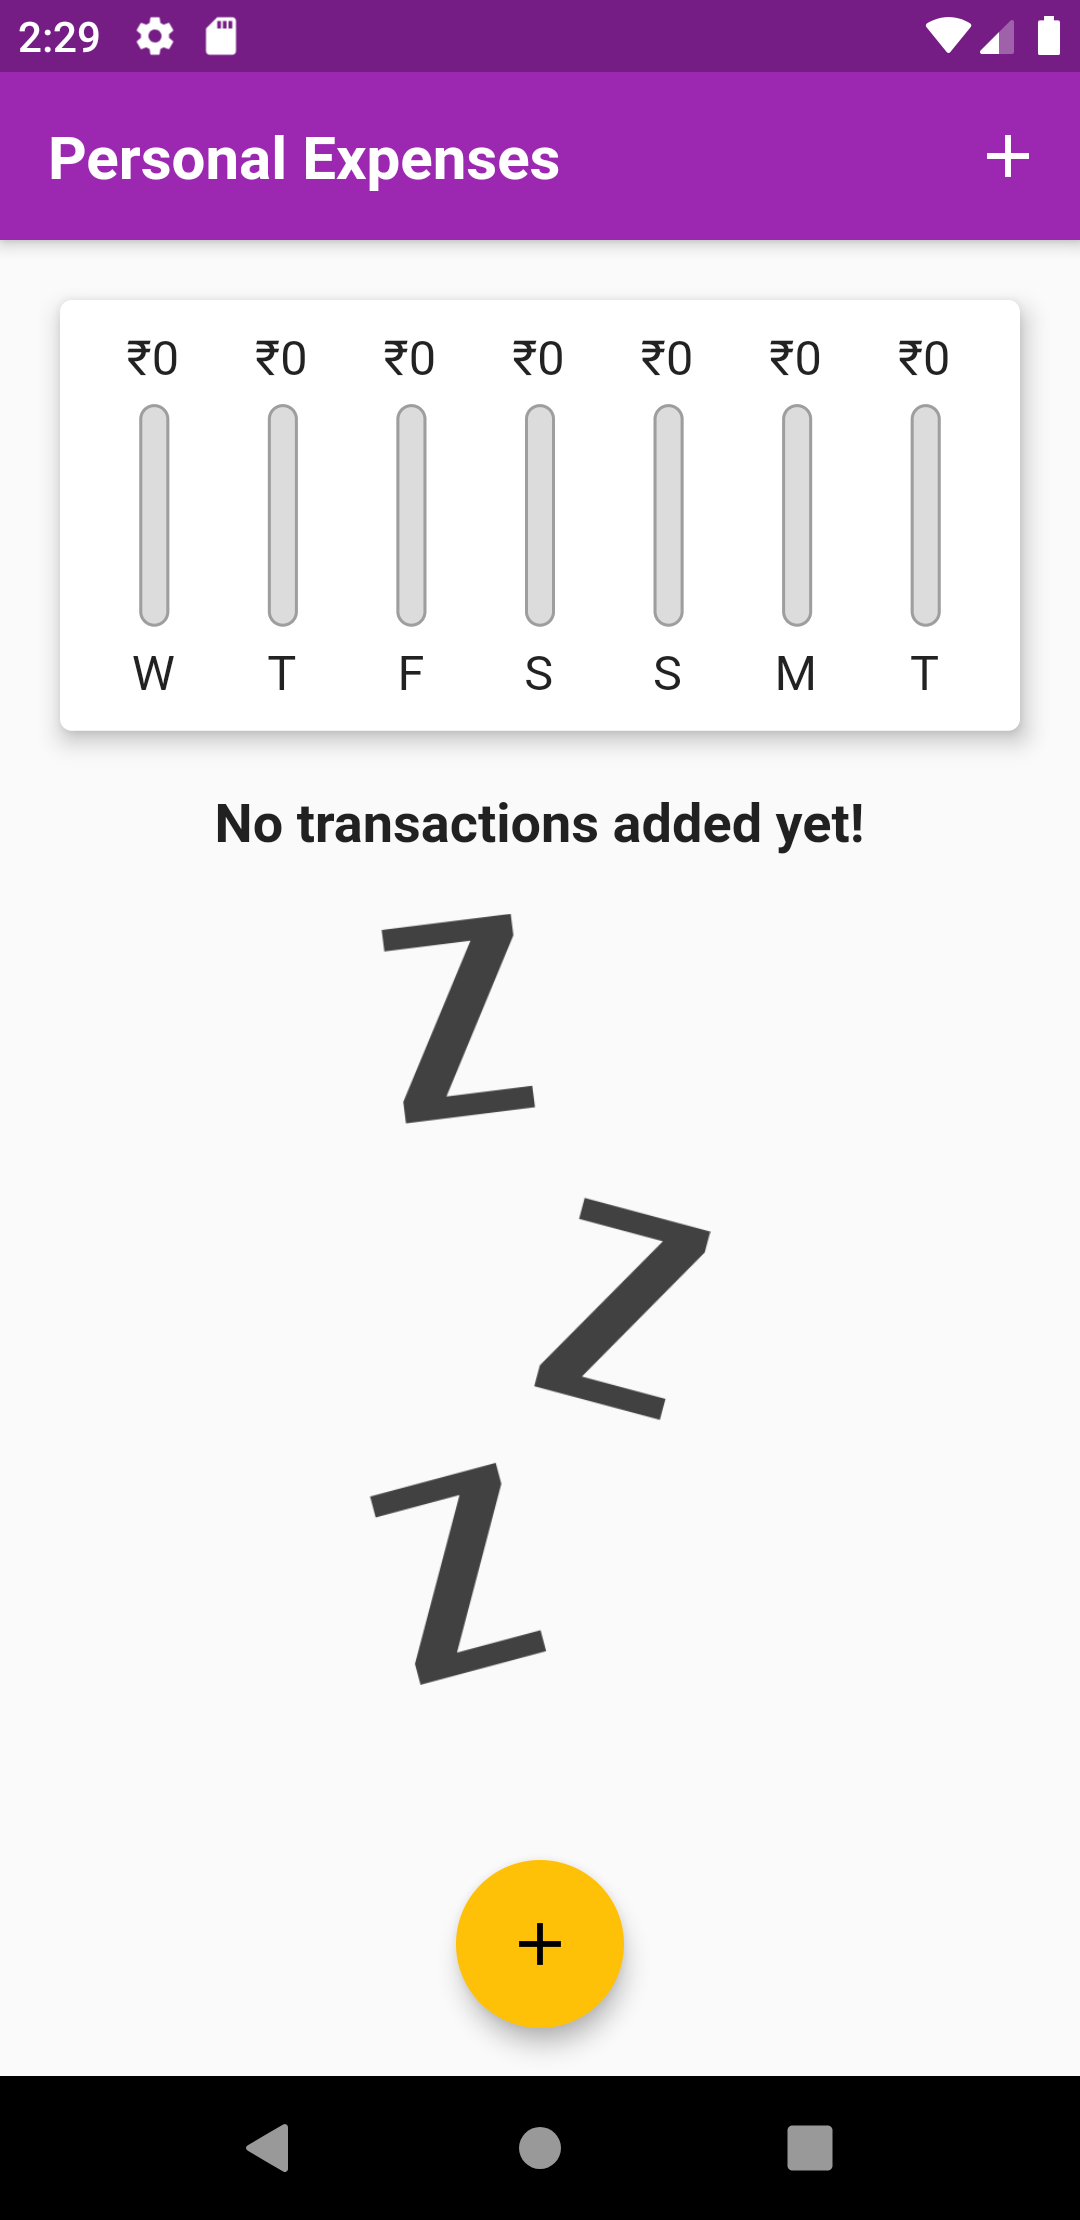 2:29
Personal Expenses
₹0 ₹0 ₹0 ₹0 ₹0 ₹0 ₹0
W T F S S M T
No transactions added yet!
Z
Z
Z